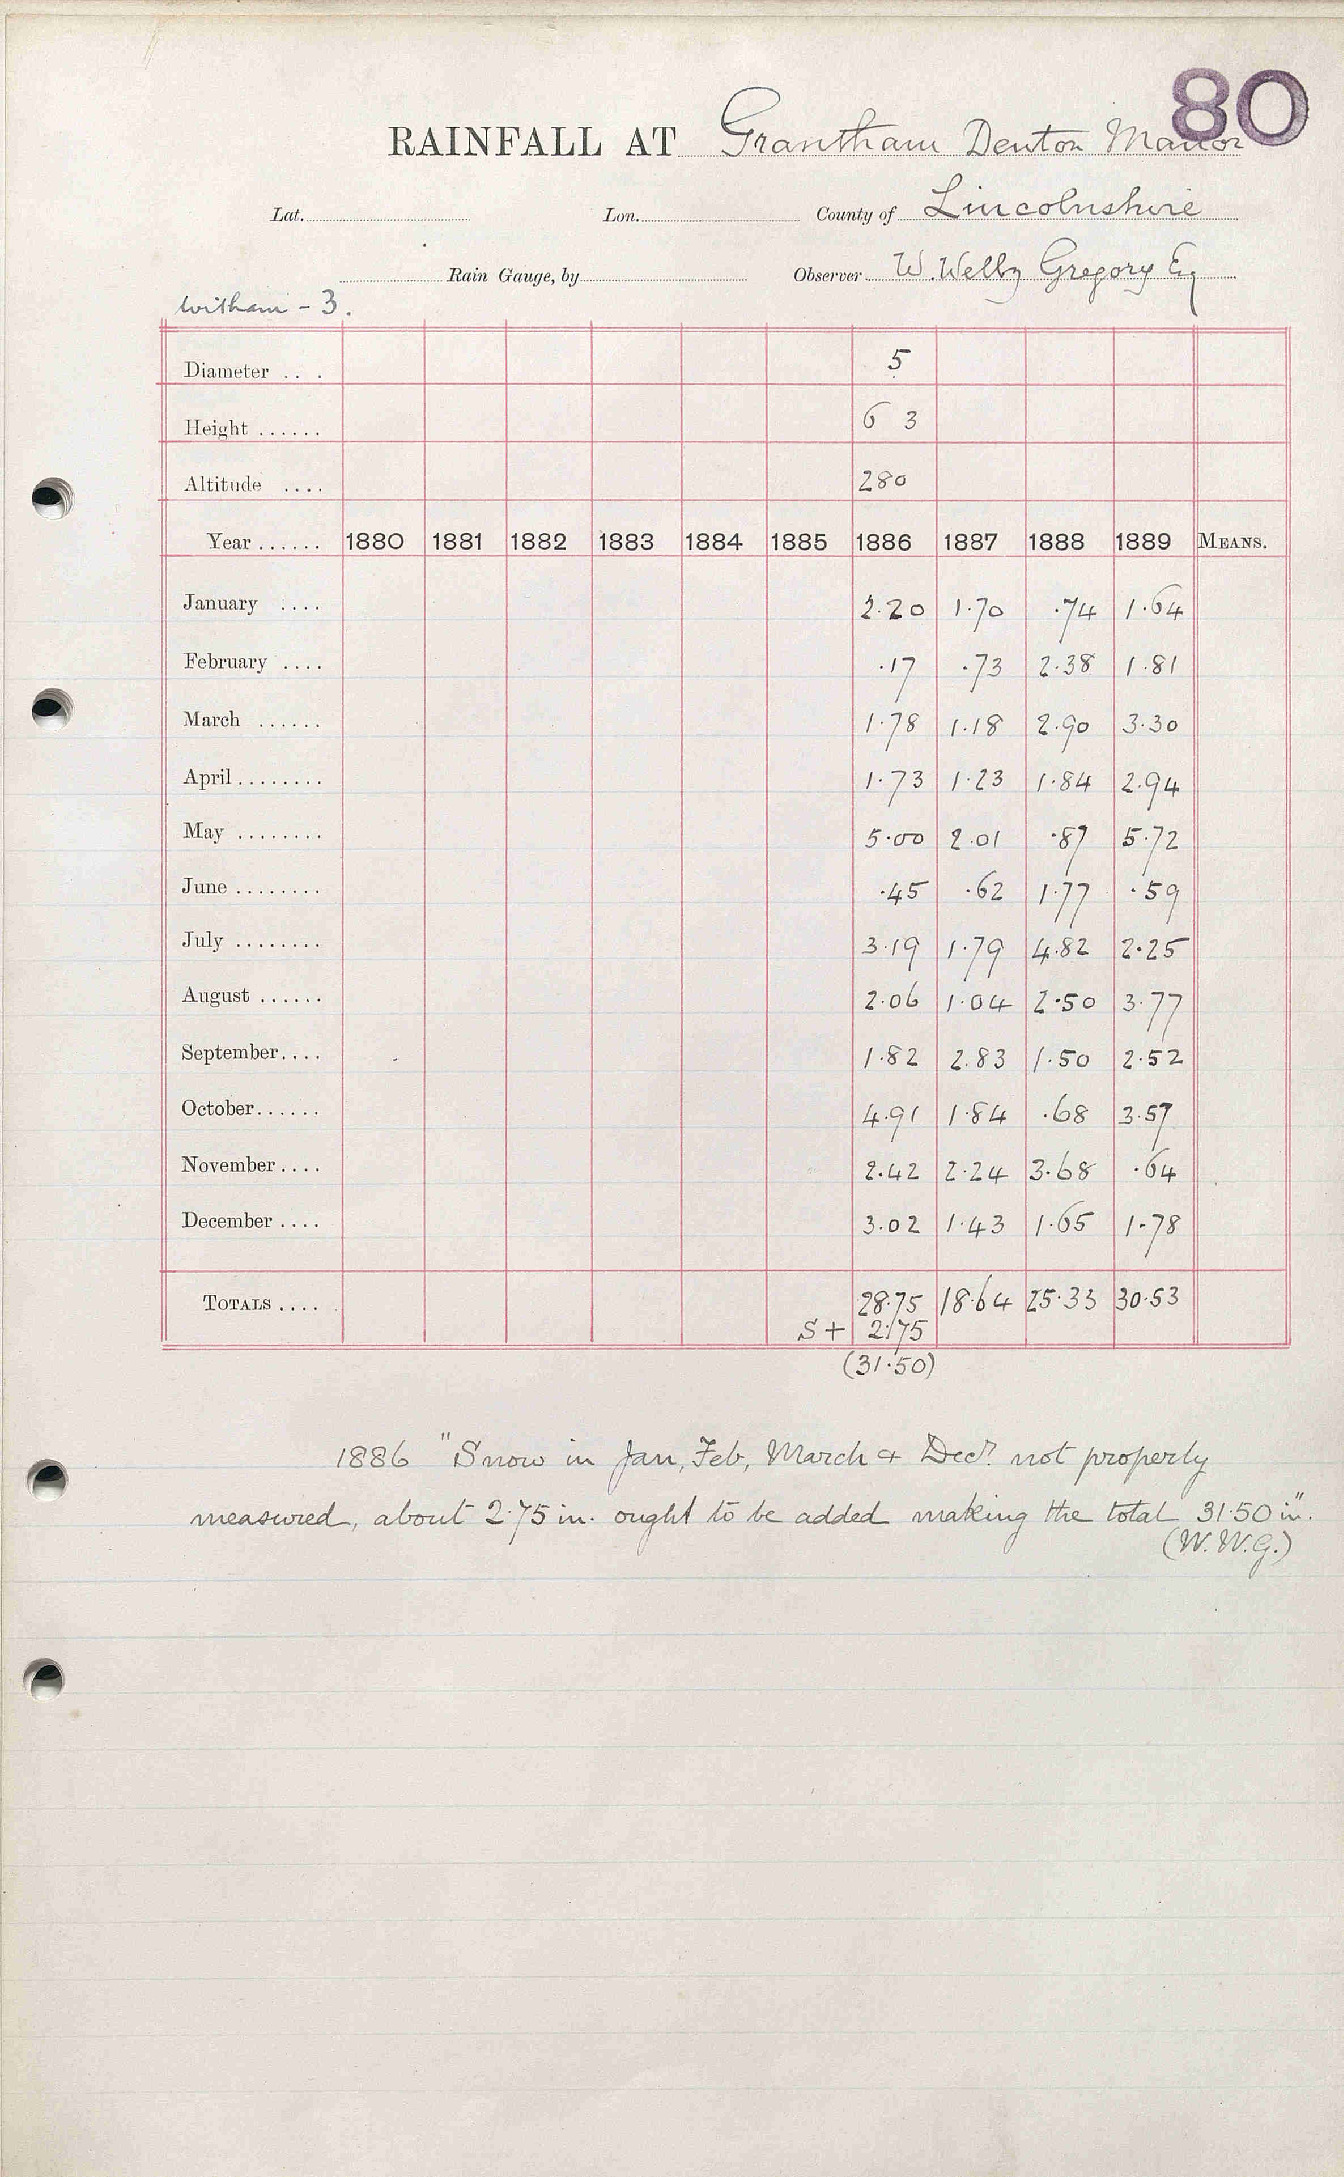 80
RAINFALL AT Grantham Denton Manor
Lat. Lon. County of Lincolnshire
Rain Gauge, by Observer W. Welby Gregory Esq
Witham - 3.
Diameter ... 5
Height ...... 6 3
Altitude .... 280
Year ...... 1880 1881 1882 1883 1884 1885 1886 1887 1888 1889 MEANS.
January .... 2.20 1.70 .74 1.64
February .... .17 .73 2.38 1.81
March ...... 1.78 1.18 2.90 3.30
April ........ 1.73 1.23 1.84 2.94
May ........ 5.00 2.01 .87 5.72
June ........ .45 .62 1.77 .59
July ........ 3.19 1.79 4.82 2.25
August ...... 2.06 1.04 2.50 3.77
September .... 1.82 2.83 1.50 2.52
October ...... 4.91 1.84 .68 3.57
November .... 2.42 2.24 3.68 .64
December .... 3.02 1.43 1.65 1.78
TOTALS .... 28.75 18.64 25.33 30.53
S + 2.75
(31.50)
1886 "Snow in Jan, Feb, March & Decr. not properly
measured, about 2.75 in. ought to be added making the total 31.50 in".
(W.W.G.)